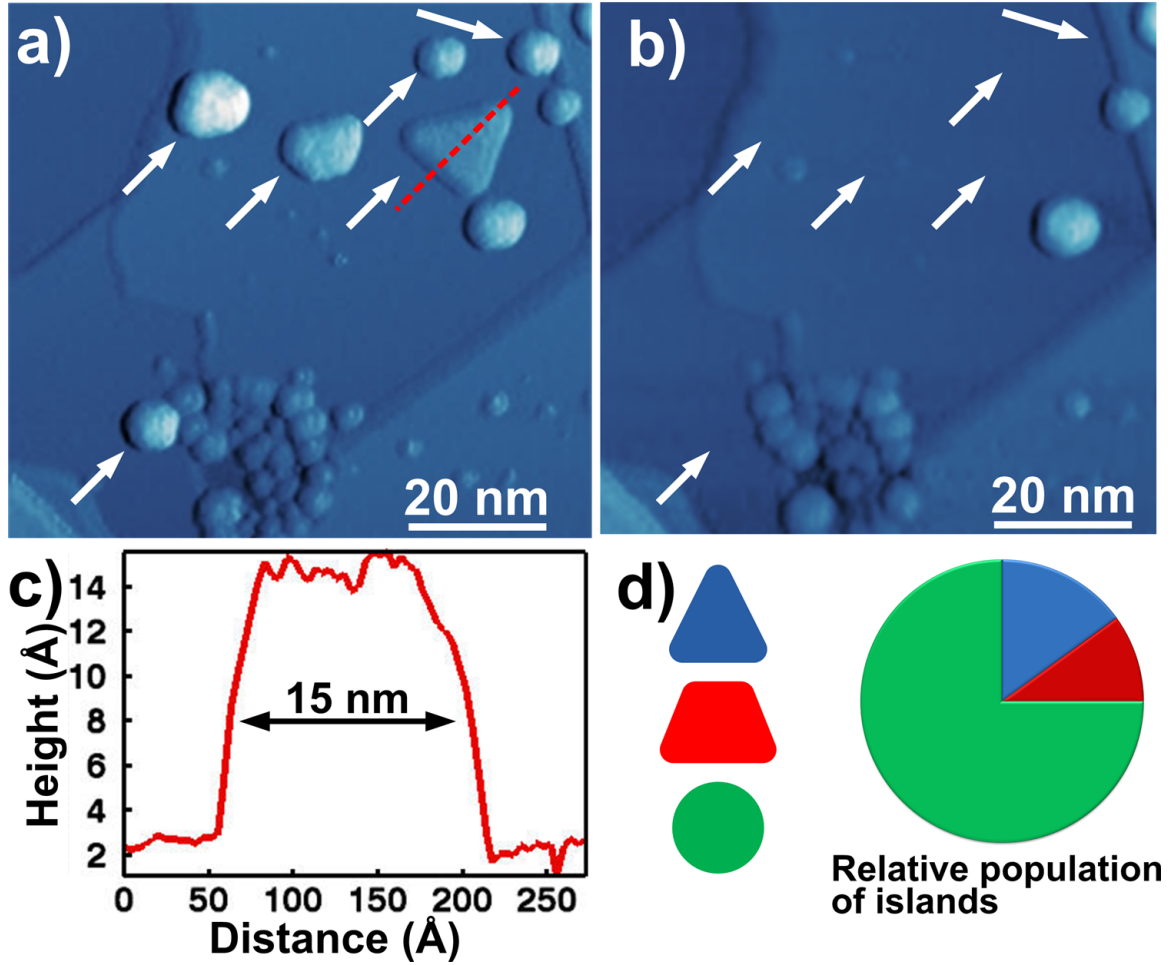 a)
20 nm
b)
20 nm
c)
14
12
10
8
6
4
2
Height (Å)
15 nm
0 50 100 150 200 250
Distance (Å)
d)
Relative population
of islands